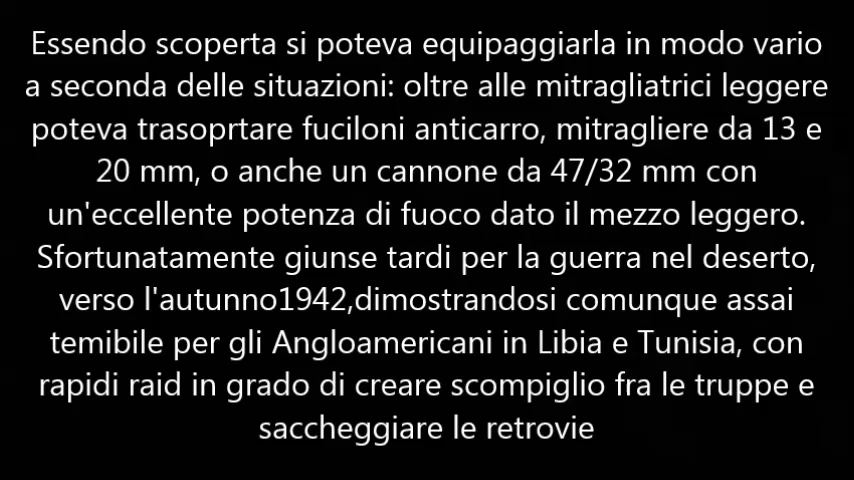 Essendo scoperta si poteva equipaggiarla in modo vario
a seconda delle situazioni: oltre alle mitragliatrici leggere
poteva trasoprtare fuciloni anticarro, mitragliere da 13 e
20 mm, o anche un cannone da 47/32 mm con
un'eccellente potenza di fuoco dato il mezzo leggero.
Sfortunatamente giunse tardi per la guerra nel deserto,
verso l'autunno1942,dimostrandosi comunque assai
temibile per gli Angloamericani in Libia e Tunisia, con
rapidi raid in grado di creare scompiglio fra le truppe e
saccheggiare le retrovie